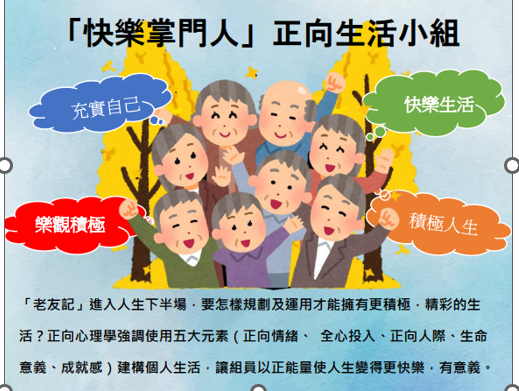 「快樂掌門人」正向生活小組
充實自己
快樂生活
樂觀積極
積極人生
「老友記」進入人生下半場，要怎樣規劃及運用才能擁有更積極，精彩的生
活？正向心理學強調使用五大元素（正向情緒、 全心投入、正向人際、生命
意義、成就感）建構個人生活，讓組員以正能量使人生變得更快樂，有意義。